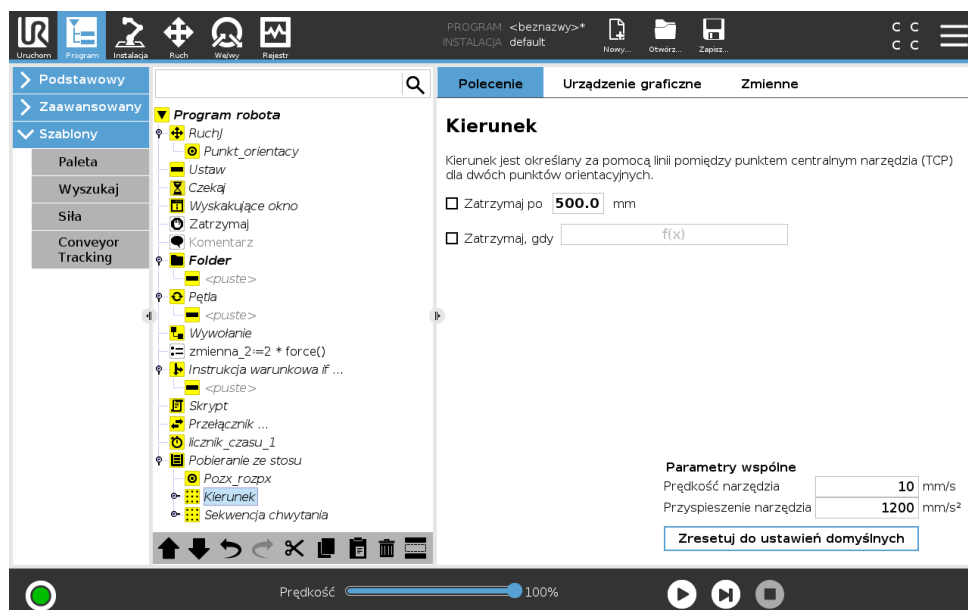 UR
PROGRAM <beznazwy>*
INSTALACJA default
C C
C C
Uruchom
Program
Instalacja
Ruch
We/wy
Rejestr
Nowy...
Otwórz...
Zapisz...
Podstawowy
Zaawansowany
Szablony
Paleta
Wyszukaj
Siła
Conveyor
Tracking
Program robota
RuchJ
Punkt_orientacy
Ustaw
Czekaj
Wyskakujące okno
Zatrzymaj
Komentarz
Folder
<puste>
Pętla
<puste>
Wywołanie
zmienna_2:=2 * force()
Instrukcja warunkowa if ...
<puste>
Skrypt
Przełącznik ...
licznik_czasu_1
Pobieranie ze stosu
Pozx_rozpx
Kierunek
Sekwencja chwytania
Polecenie
Urządzenie graficzne
Zmienne
Kierunek
Kierunek jest określany za pomocą linii pomiędzy punktem centralnym narzędzia (TCP)
dla dwóch punktów orientacyjnych.
Zatrzymaj po 500.0 mm
Zatrzymaj, gdy f(x)
Parametry wspólne
Prędkość narzędzia 10 mm/s
Przyspieszenie narzędzia 1200 mm/s²
Zresetuj do ustawień domyślnych
Prędkość 100%